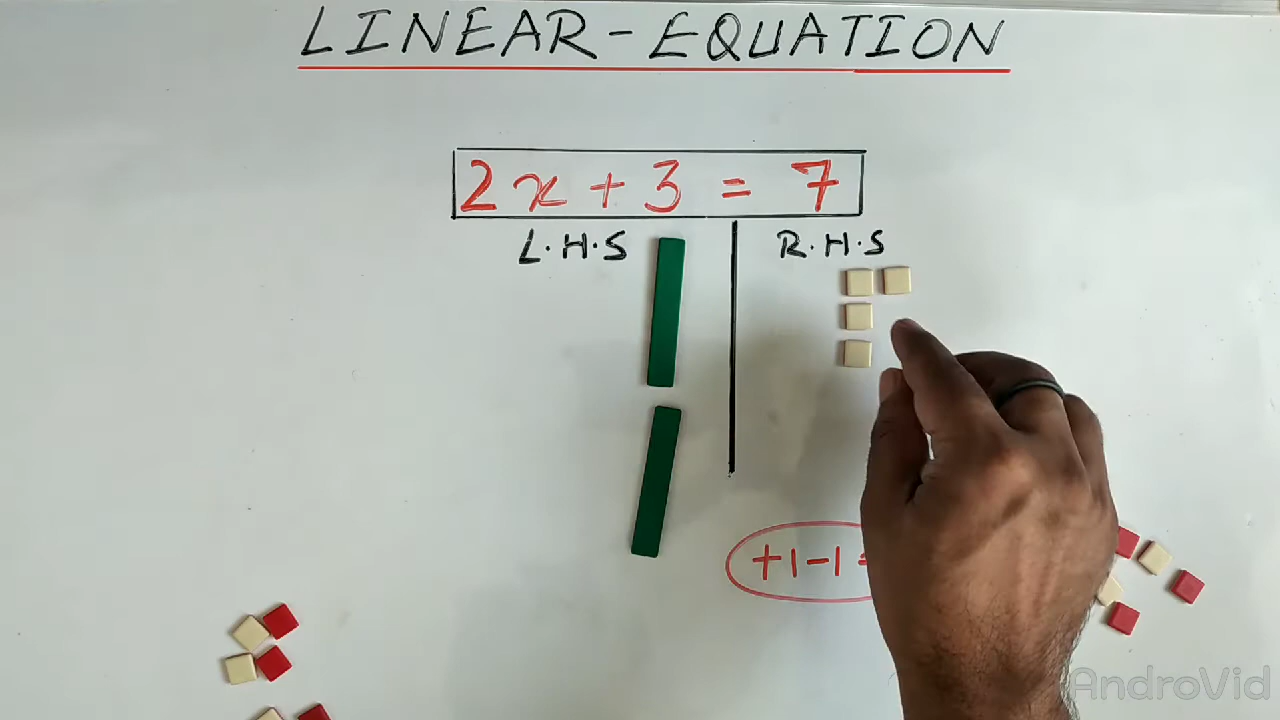 LINEAR-EQUATION
2x + 3 = 7
L.H.S R.H.S
+1-1=
AndroVid